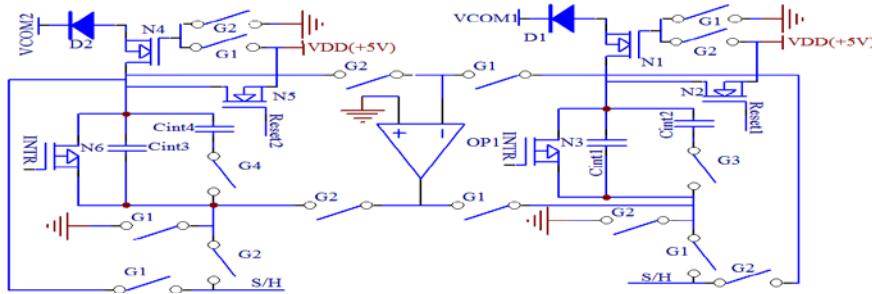 VCOM2
D2
N4
G2
G1
VDD(+5V)
G2
G1
VCOM1
D1
N1
G1
G2
VDD(+5V)
N5
Reset2
N2
Reset1
INTR
N6
Cint4
Cint3
G4
+
-
OP1
INTR
N3
Cint1
Cint2
G3
G1
G2
G2
G1
G2
G1
G1
S/H
S/H
G2